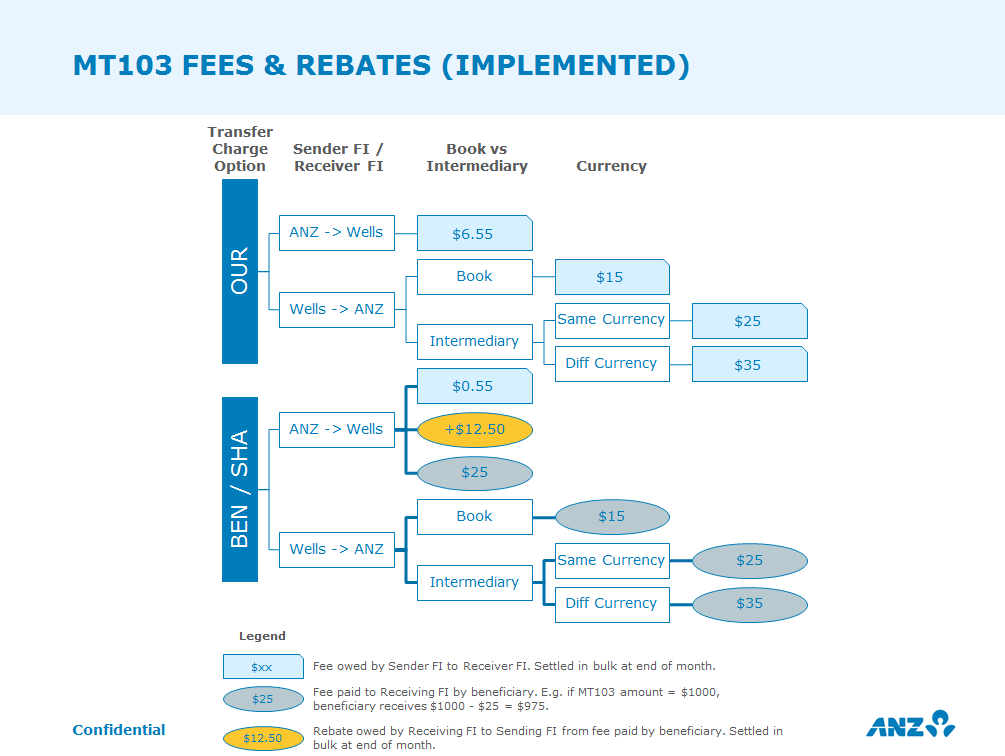 MT103 FEES & REBATES (IMPLEMENTED)
Transfer
Charge
Option
Sender FI /
Receiver FI
Book vs
Intermediary
Currency
OUR
ANZ -> Wells
$6.55
Wells -> ANZ
Book
$15
Intermediary
Same Currency
$25
Diff Currency
$35
BEN / SHA
ANZ -> Wells
$0.55
+$12.50
$25
Wells -> ANZ
Book
$15
Intermediary
Same Currency
$25
Diff Currency
$35
Legend
$xx
Fee owed by Sender FI to Receiver FI. Settled in bulk at end of month.
$25
Fee paid to Receiving FI by beneficiary. E.g. if MT103 amount = $1000,
beneficiary receives $1000 - $25 = $975.
$12.50
Rebate owed by Receiving FI to Sending FI from fee paid by beneficiary. Settled in
bulk at end of month.
Confidential
ANZ